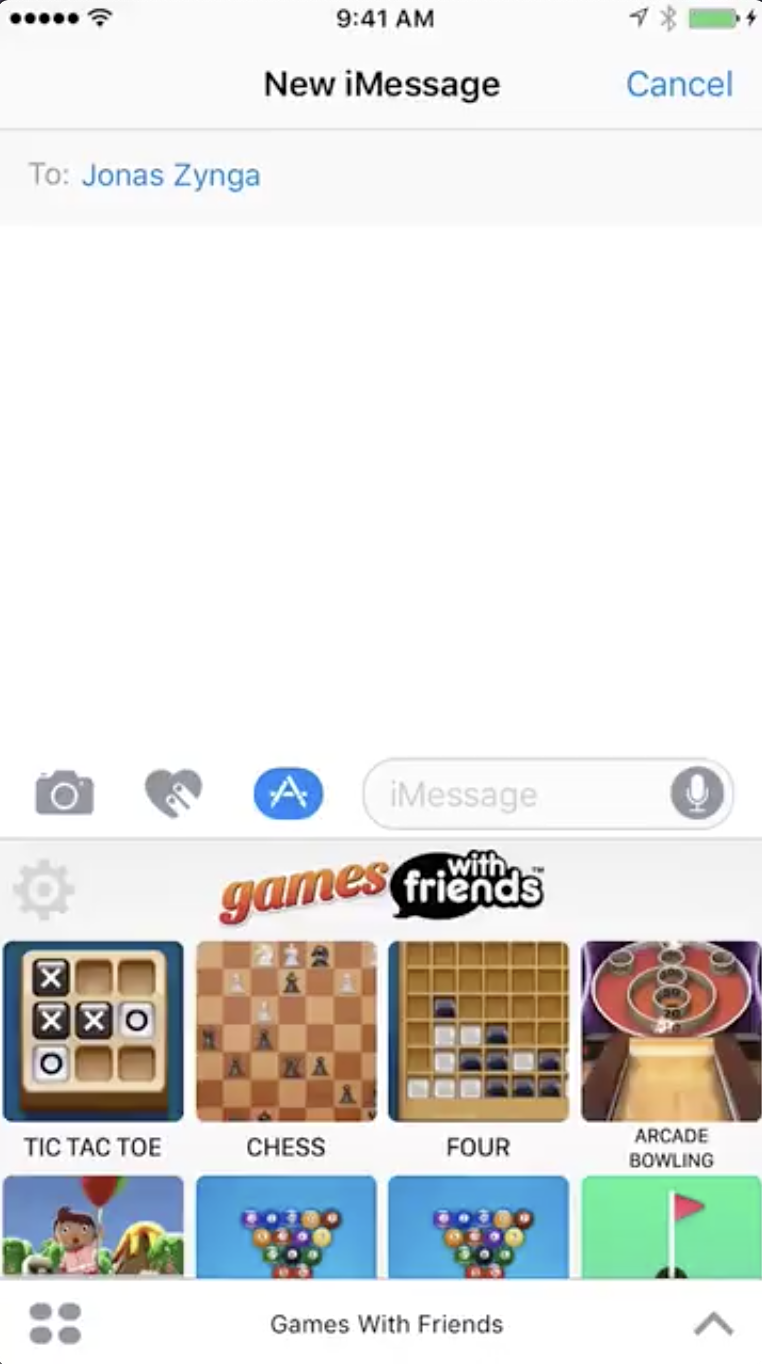 9:41 AM
New iMessage
Cancel
To: Jonas Zynga
iMessage
games with friends™
X
X X O
O
TIC TAC TOE
CHESS
FOUR
ARCADE
BOWLING
Games With Friends